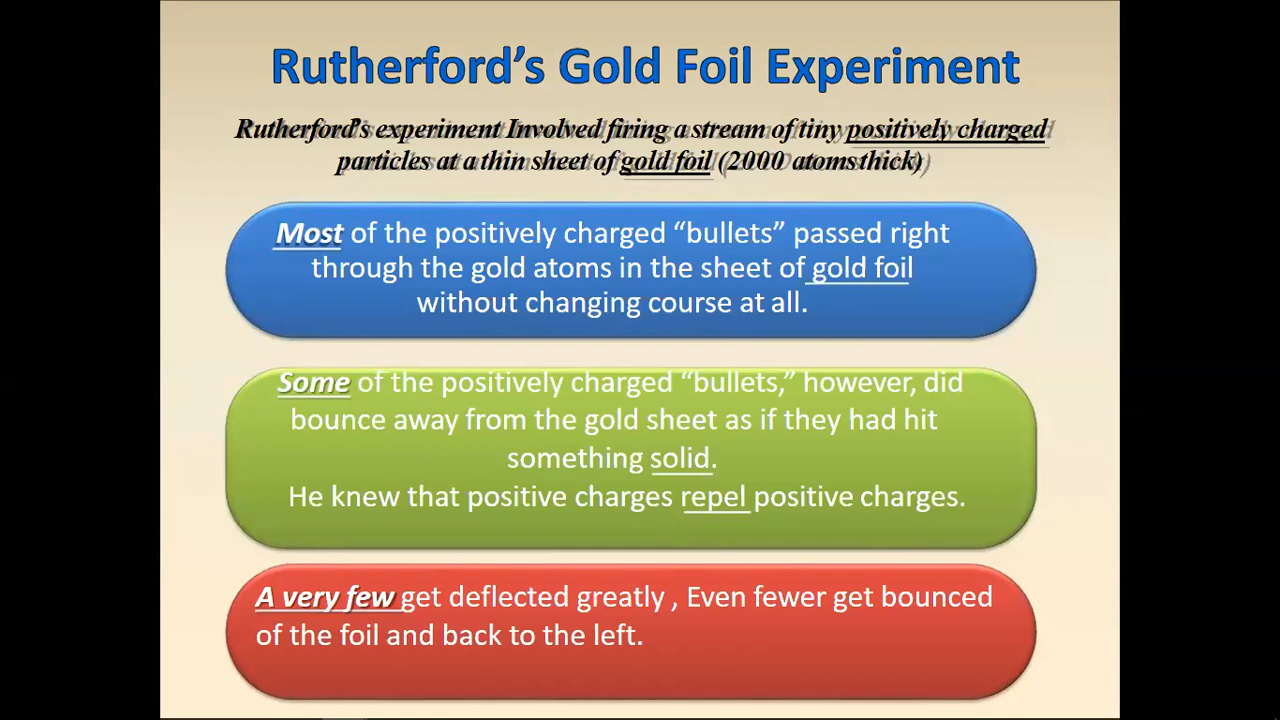 Rutherford’s Gold Foil Experiment
Rutherford’s experiment Involved firing a stream of tiny positively charged
particles at a thin sheet of gold foil (2000 atoms thick)
Most of the positively charged “bullets” passed right
through the gold atoms in the sheet of gold foil
without changing course at all.
Some of the positively charged “bullets,” however, did
bounce away from the gold sheet as if they had hit
something solid.
He knew that positive charges repel positive charges.
A very few get deflected greatly , Even fewer get bounced
of the foil and back to the left.